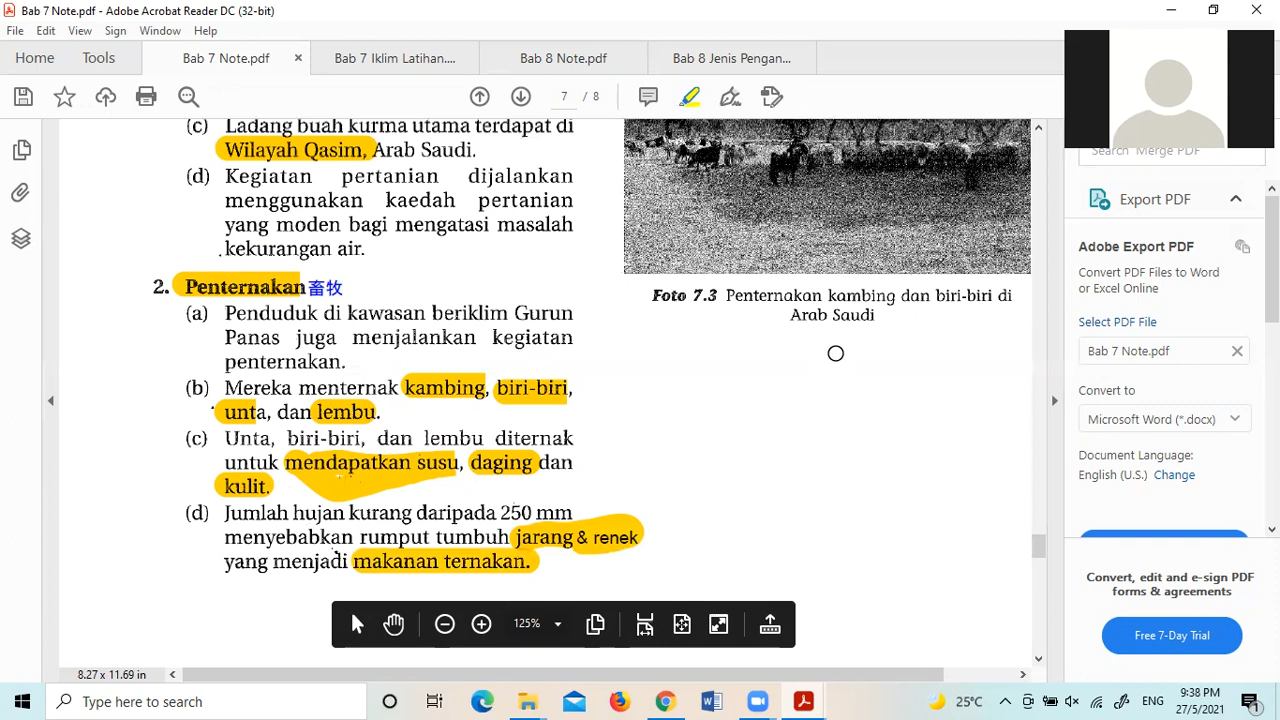 Bab 7 Note.pdf - Adobe Acrobat Reader DC (32-bit)
File Edit View Sign Window Help
Home Tools Bab 7 Note.pdf Bab 7 Iklim Latihan.... Bab 8 Note.pdf Bab 8 Jenis Pengan...
7 / 8
(c) Ladang buah kurma utama terdapat di
Wilayah Qasim, Arab Saudi.
(d) Kegiatan pertanian dijalankan
menggunakan kaedah pertanian
yang moden bagi mengatasi masalah
kekurangan air.
2. Penternakan 畜牧
(a) Penduduk di kawasan beriklim Gurun
Panas juga menjalankan kegiatan
penternakan.
(b) Mereka menternak kambing, biri-biri,
unta, dan lembu.
(c) Unta, biri-biri, dan lembu diternak
untuk mendapatkan susu, daging dan
kulit.
(d) Jumlah hujan kurang daripada 250 mm
menyebabkan rumput tumbuh jarang & renek
yang menjadi makanan ternakan.
Foto 7.3 Penternakan kambing dan biri-biri di
Arab Saudi
125%
8.27 x 11.69 in
Search 'Merge PDF'
Export PDF
Adobe Export PDF
Convert PDF Files to Word
or Excel Online
Select PDF File
Bab 7 Note.pdf
Convert to
Microsoft Word (*.docx)
Document Language:
English (U.S.) Change
Convert, edit and e-sign PDF
forms & agreements
Free 7-Day Trial
Type here to search
25°C
ENG
9:38 PM
27/5/2021
1